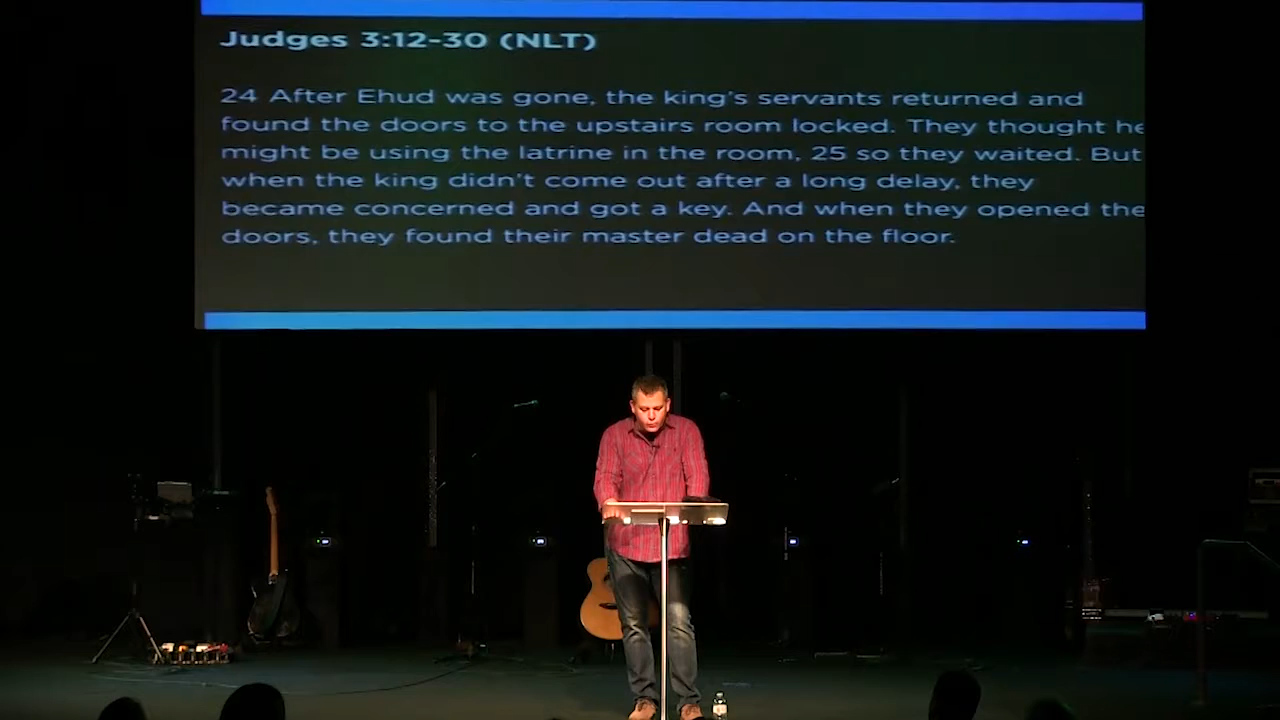 Judges 3:12-30 (NLT)
24 After Ehud was gone, the king's servants returned and
found the doors to the upstairs room locked. They thought he
might be using the latrine in the room, 25 so they waited. But
when the king didn't come out after a long delay, they
became concerned and got a key. And when they opened the
doors, they found their master dead on the floor.